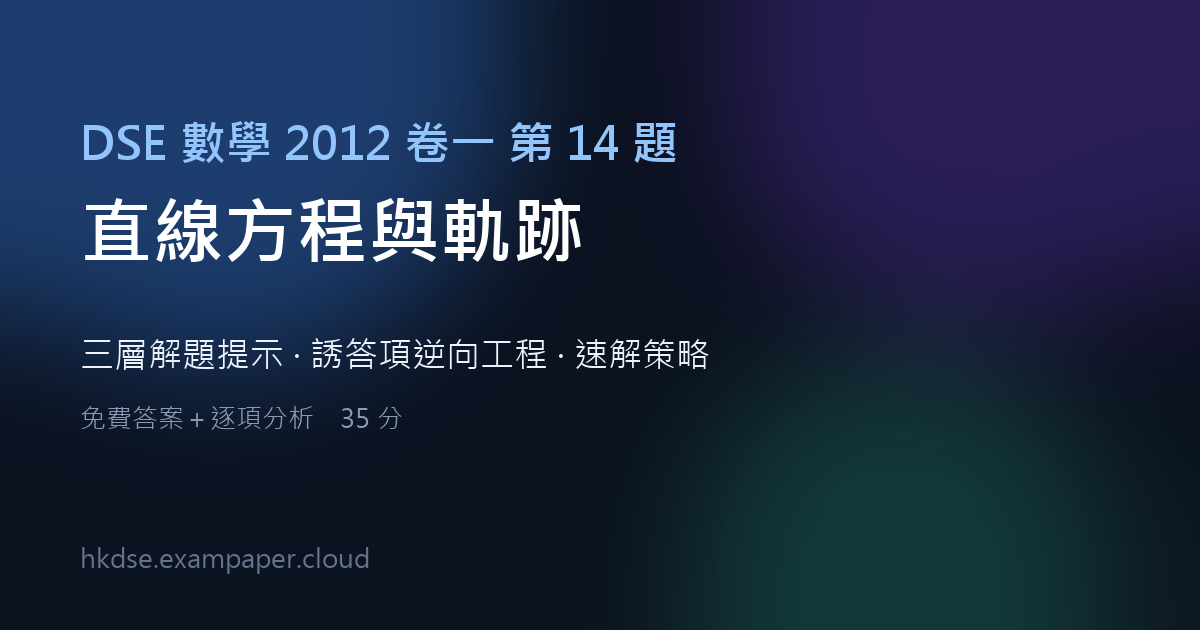 DSE 數學 2012 卷一 第 14 題
直線方程與軌跡
三層解題提示 · 誘答項逆向工程 · 速解策略
免費答案 + 逐項分析 35 分
hkdse.exampaper.cloud